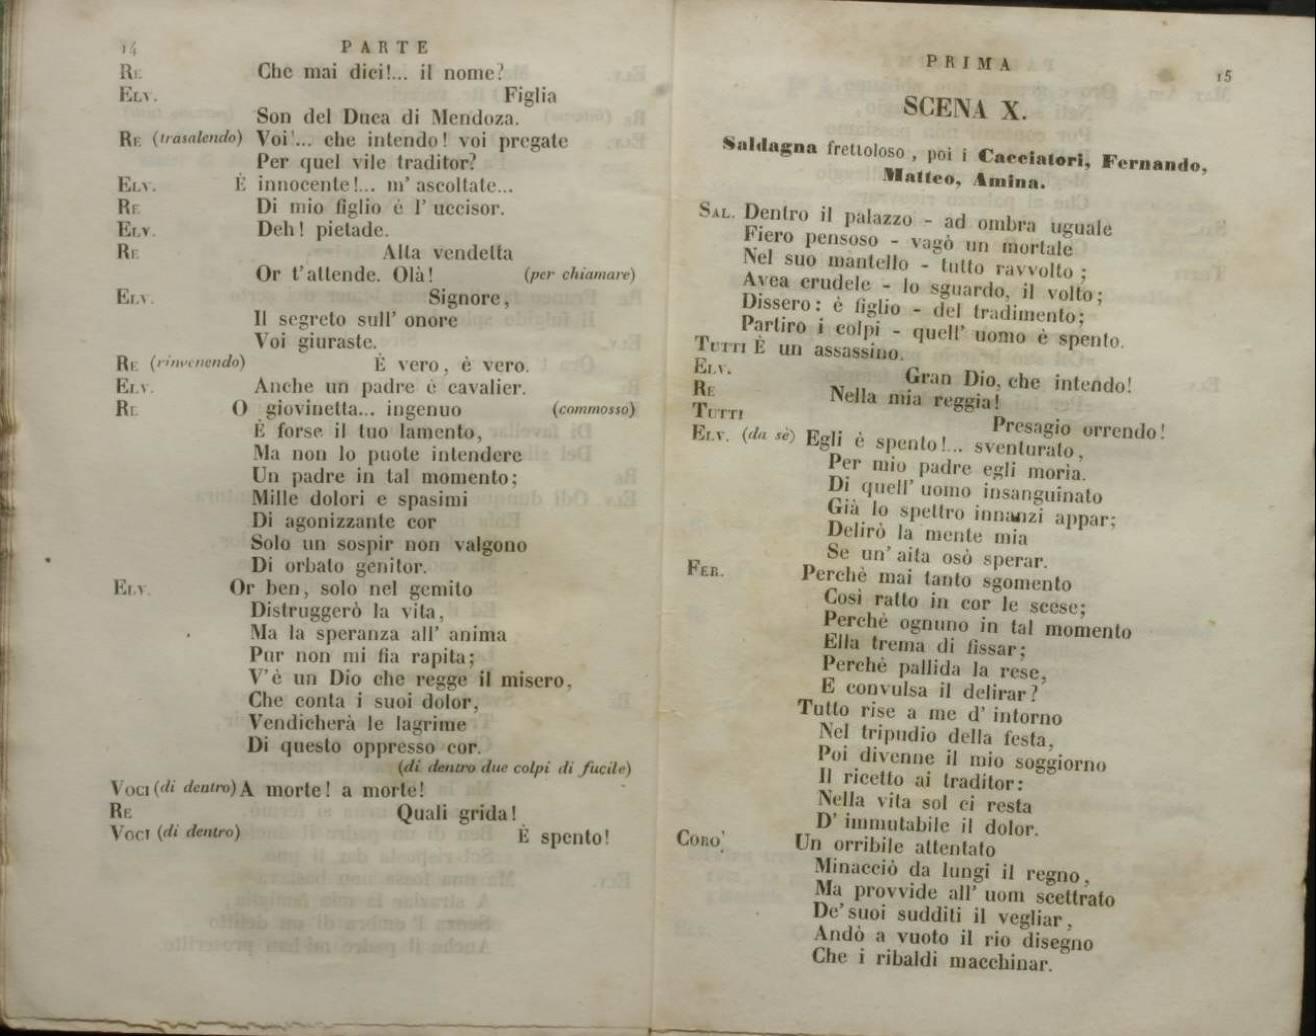 14 PARTE
RE Che mai dici!... il nome?
ELV. Figlia
Son del Duca di Mendoza.
RE (trasalendo) Voi!... che intendo! voi pregate
Per quel vile traditor?
ELV. È innocente!... m' ascoltate...
RE Di mio figlio è l' uccisor.
ELV. Deh! pietade.
RE Alta vendetta
Or t'attende. Olà! (per chiamare)
ELV. Signore,
Il segreto sull' onore
Voi giuraste.
RE (rinvenendo) È vero, è vero.
ELV. Anche un padre è cavalier.
RE O giovinetta... ingenuo (commosso)
È forse il tuo lamento,
Ma non lo puote intendere
Un padre in tal momento;
Mille dolori e spasimi
Di agonizzante cor
Solo un sospir non valgono
Di orbato genitor.
ELV. Or ben, solo nel gemito
Distruggerò la vita,
Ma la speranza all' anima
Pur non mi fia rapita;
V'è un Dio che regge il misero,
Che conta i suoi dolor,
Vendicherà le lagrime
Di questo oppresso cor.
(di dentro due colpi di fucile)
VOCI (di dentro) A morte! a morte!
RE Quali grida!
VOCI (di dentro) È spento!
PRIMA 15
SCENA X.
Saldagna frettoloso, poi i Cacciatori, Fernando,
Matteo, Amina.
SAL. Dentro il palazzo - ad ombra uguale
Fiero pensoso - vagò un mortale
Nel suo mantello - tutto ravvolto;
Avea crudele - lo sguardo, il volto;
Dissero: è figlio - del tradimento;
Partiro i colpi - quell' uomo è spento.
TUTTI È un assassino.
ELV. Gran Dio, che intendo!
RE Nella mia reggia!
TUTTI Presagio orrendo!
ELV. (da sè) Egli è spento!... sventurato,
Per mio padre egli moria.
Di quell' uomo insanguinato
Già lo spettro innanzi appar;
Delirò la mente mia
Se un' aita osò sperar.
FER. Perchè mai tanto sgomento
Così ratto in cor le scese;
Perchè ognuno in tal momento
Ella trema di fissar;
Perchè pallida la rese,
E convulsa il delirar?
Tutto rise a me d' intorno
Nel tripudio della festa,
Poi divenne il mio soggiorno
Il ricetto ai traditor:
Nella vita sol ci resta
D' immutabile il dolor.
CORO Un orribile attentato
Minacciò da lungi il regno,
Ma provvide all' uom scettrato
De' suoi sudditi il vegliar,
Andò a vuoto il rio disegno
Che i ribaldi macchinar.